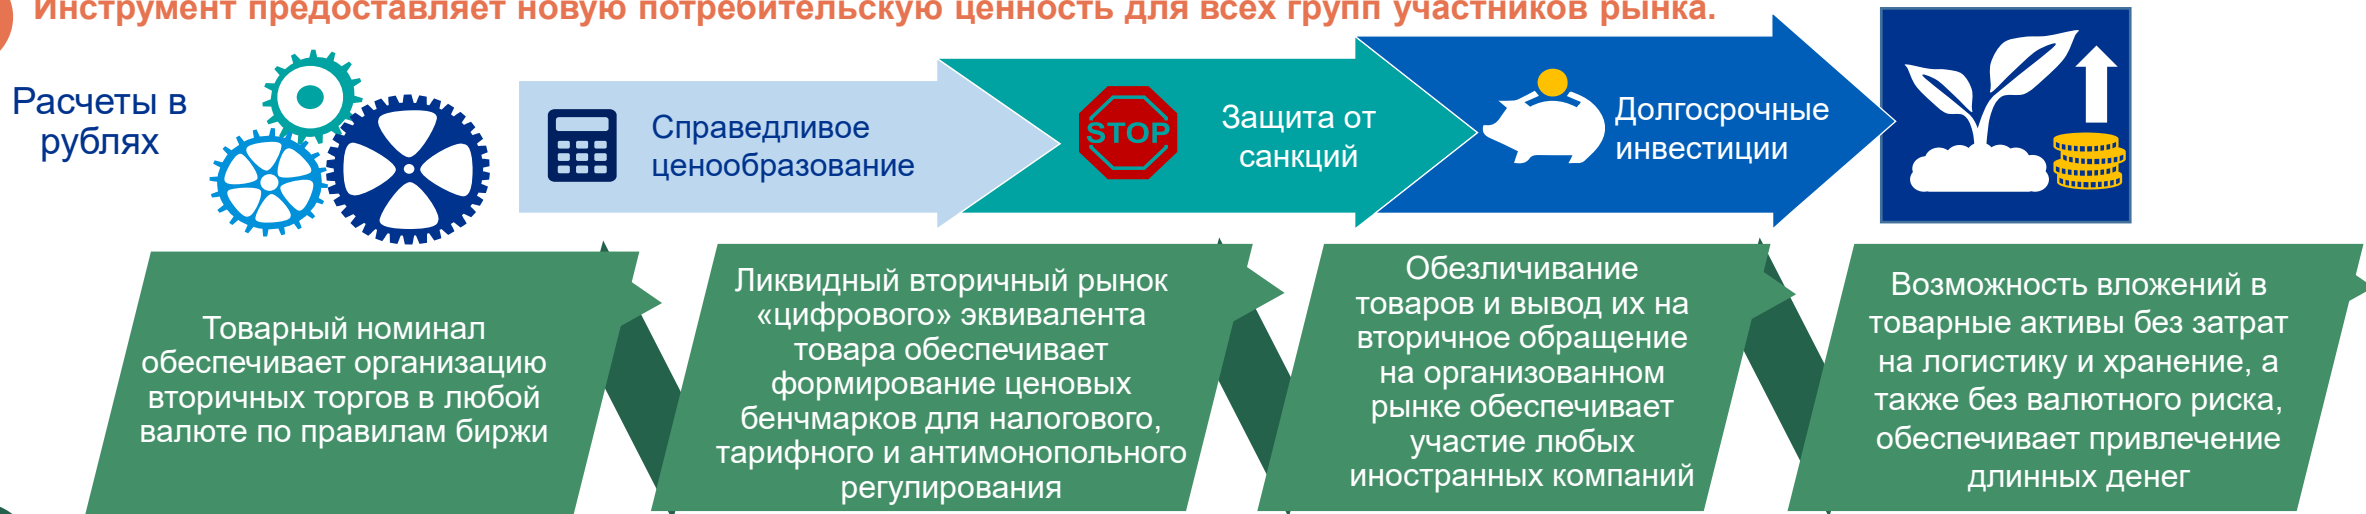 Инструмент предоставляет новую потребительскую ценность для всех групп участников рынка.
Расчеты в
рублях
Справедливое
ценообразование
STOP
Защита от
санкций
Долгосрочные
инвестиции
Товарный номинал
обеспечивает организацию
вторичных торгов в любой
валюте по правилам биржи
Ликвидный вторичный рынок
«цифрового» эквивалента
товара обеспечивает
формирование ценовых
бенчмарков для налогового,
тарифного и антимонопольного
регулирования
Обезличивание
товаров и вывод их на
вторичное обращение
на организованном
рынке обеспечивает
участие любых
иностранных компаний
Возможность вложений в
товарные активы без затрат
на логистику и хранение, а
также без валютного риска,
обеспечивает привлечение
длинных денег